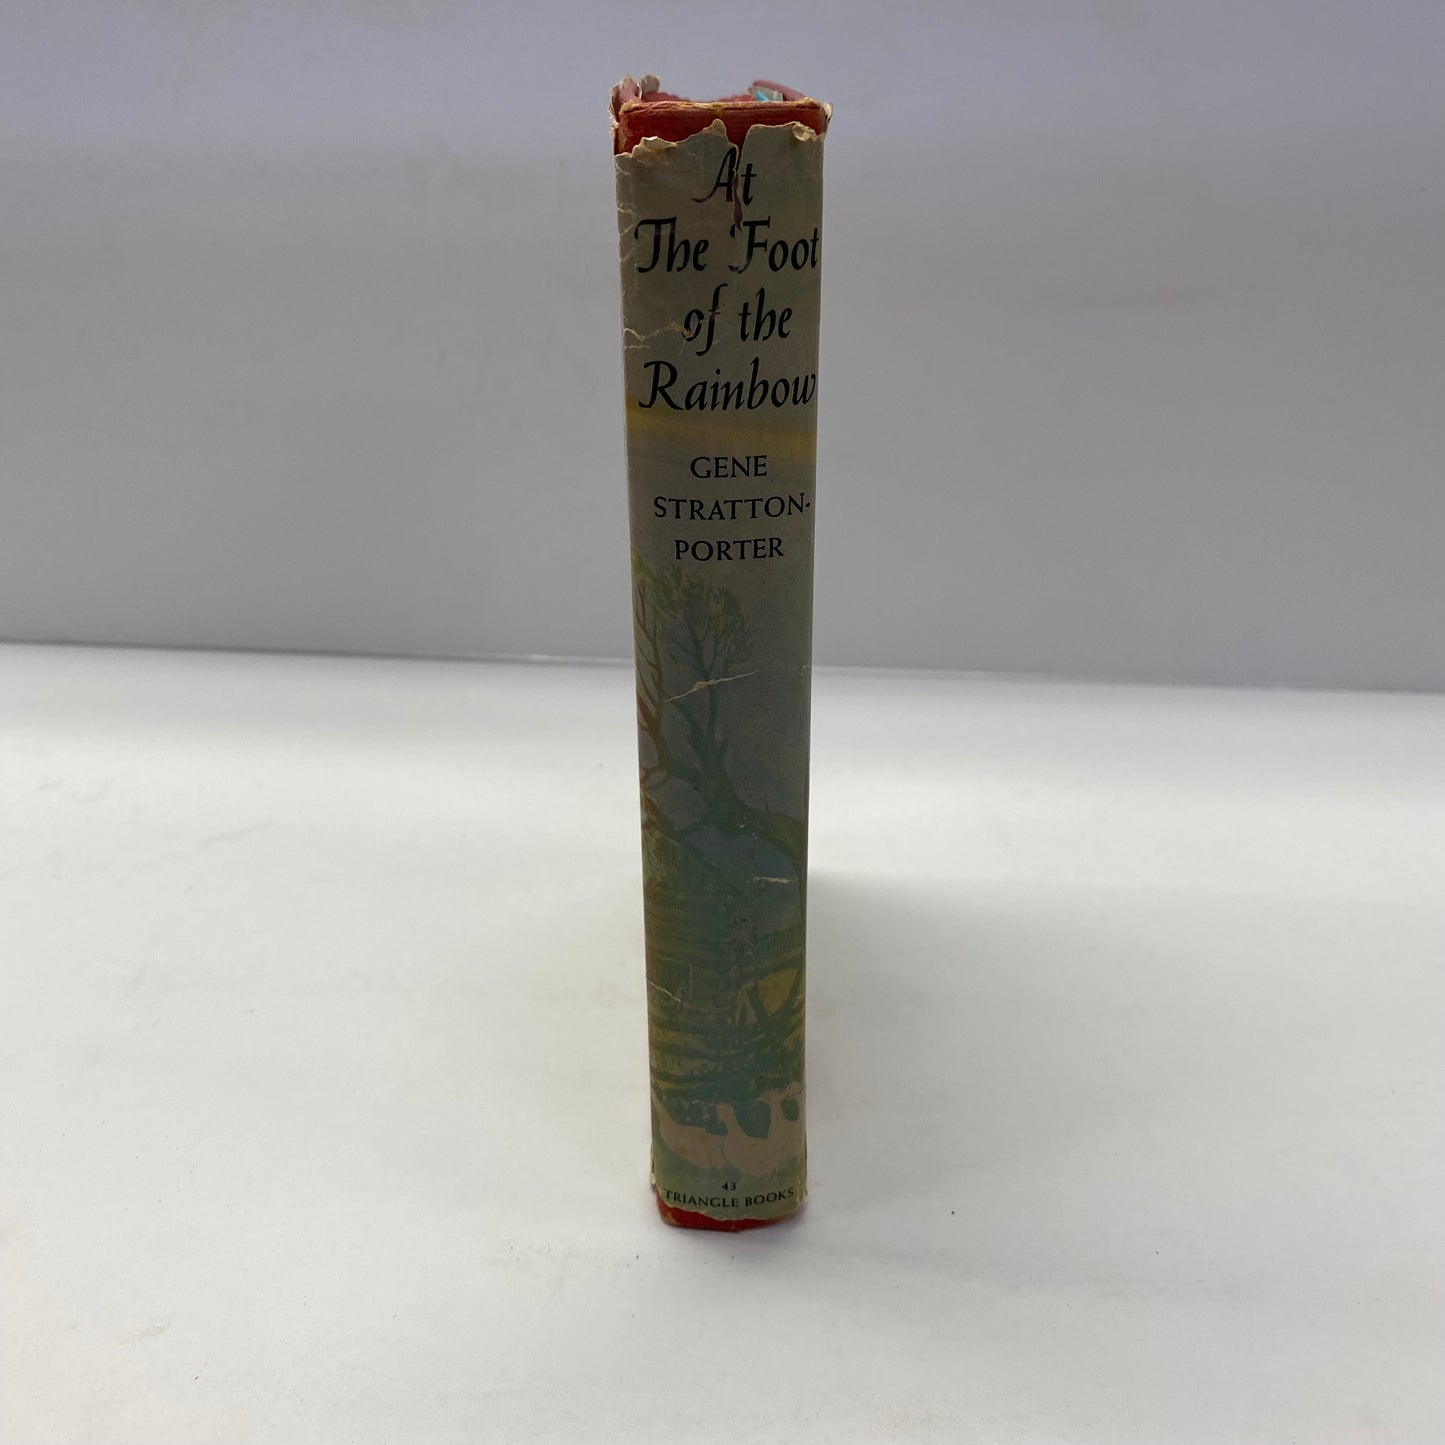 At
The Foot
of the
Rainbow
GENE
STRATTON-
PORTER
43
TRIANGLE BOOKS